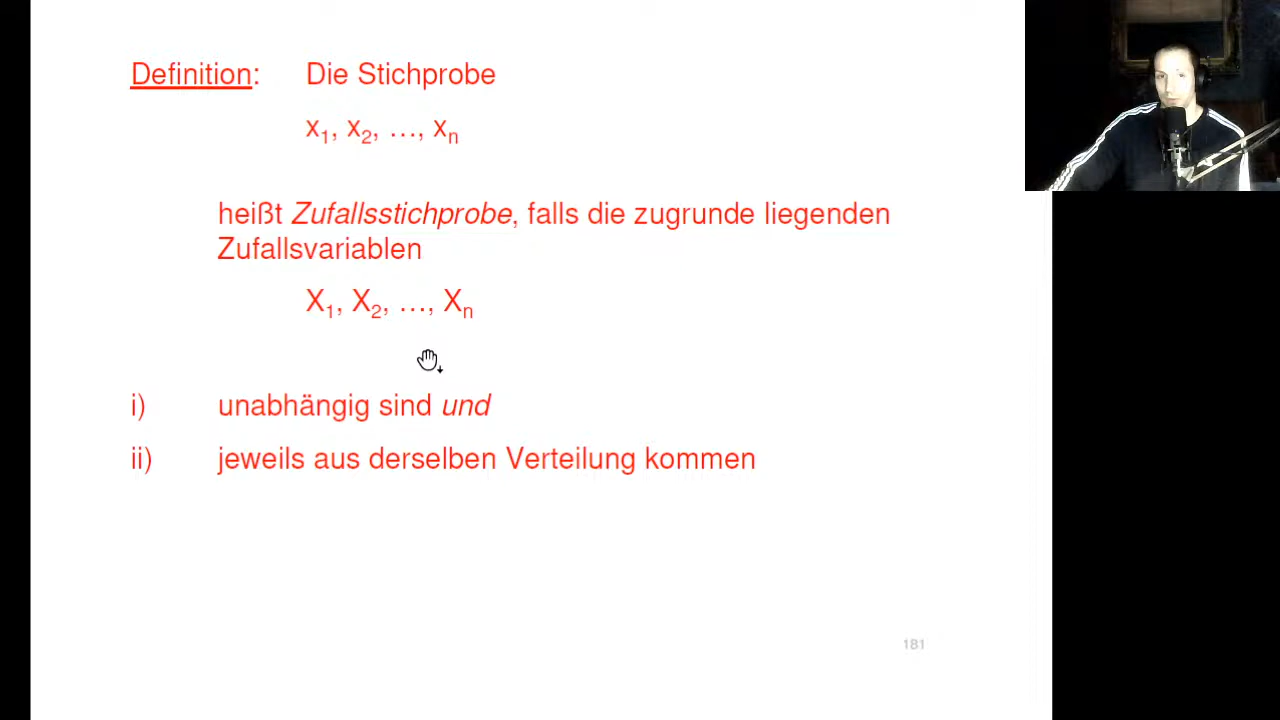 Definition: Die Stichprobe
x₁, x₂, …, xₙ
heißt Zufallsstichprobe, falls die zugrunde liegenden
Zufallsvariablen
X₁, X₂, …, Xₙ
i) unabhängig sind und
ii) jeweils aus derselben Verteilung kommen
181